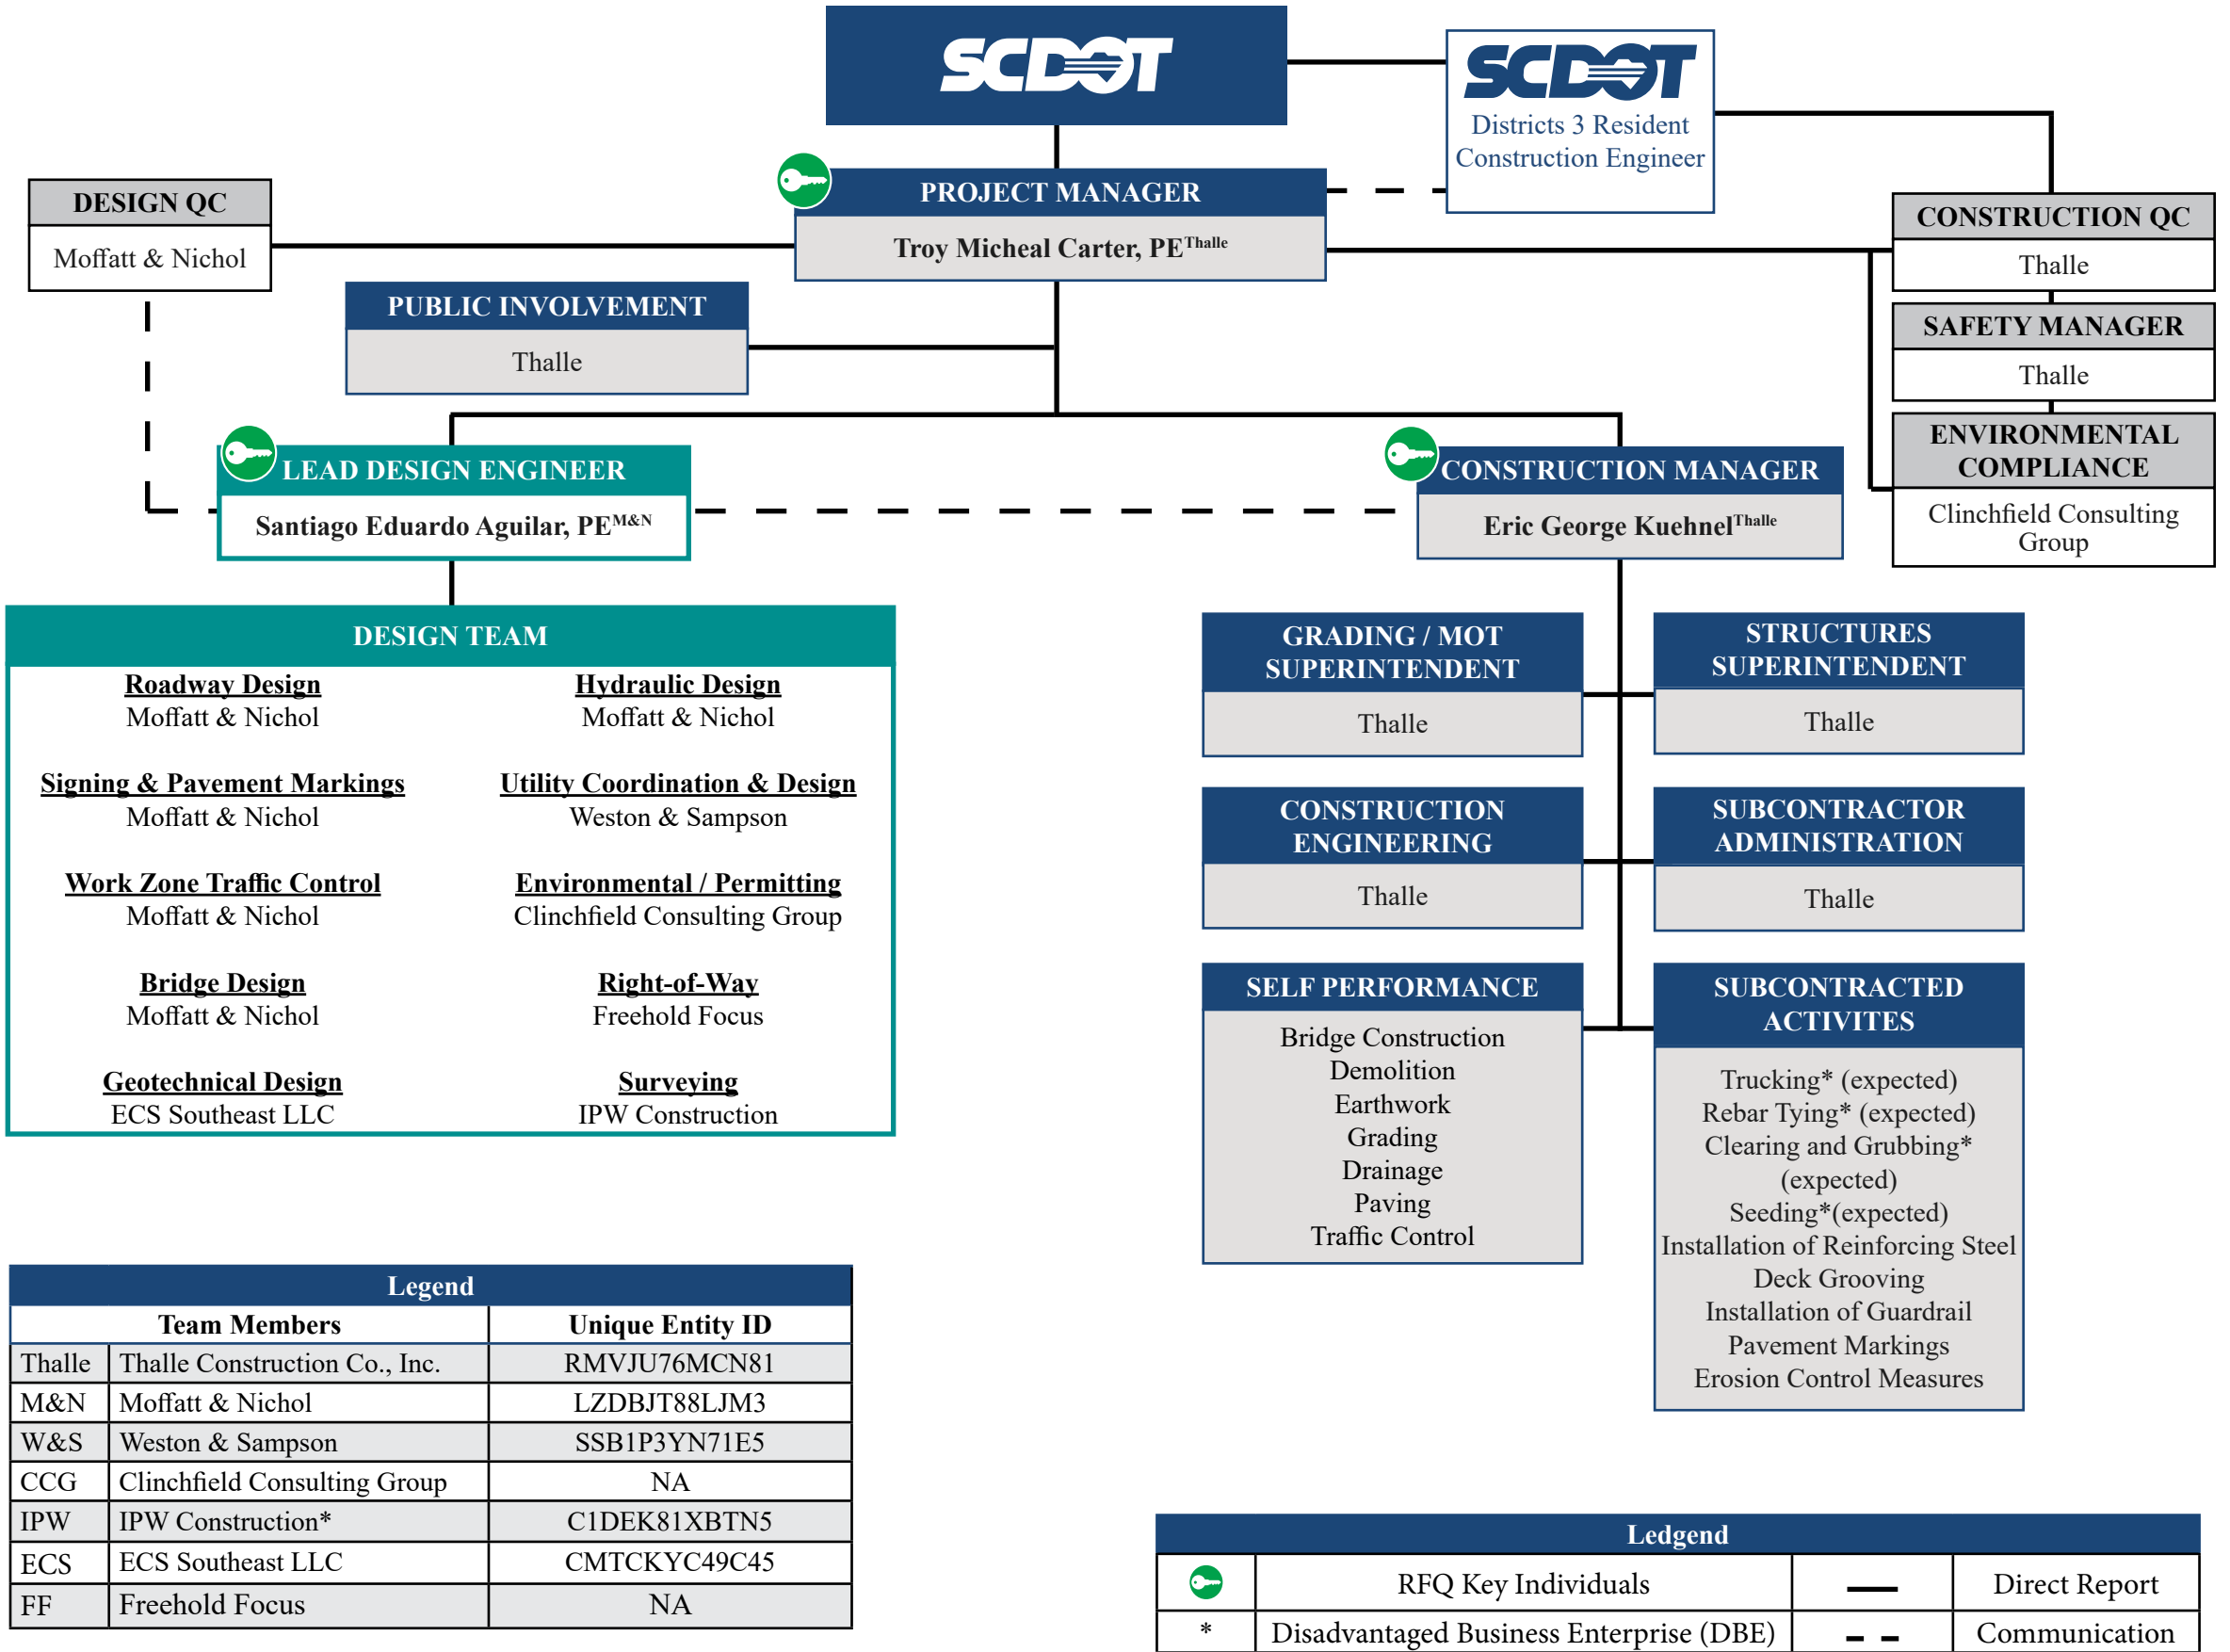 SCDOT
SCDOT
Districts 3 Resident
Construction Engineer
PROJECT MANAGER
Troy Micheal Carter, PE Thalle
DESIGN QC
Moffatt & Nichol
CONSTRUCTION QC
Thalle
PUBLIC INVOLVEMENT
Thalle
SAFETY MANAGER
Thalle
ENVIRONMENTAL
COMPLIANCE
Clinchfield Consulting
Group
LEAD DESIGN ENGINEER
Santiago Eduardo Aguilar, PE M&N
CONSTRUCTION MANAGER
Eric George Kuehnel Thalle
DESIGN TEAM
Roadway Design
Moffatt & Nichol
Hydraulic Design
Moffatt & Nichol
Signing & Pavement Markings
Moffatt & Nichol
Utility Coordination & Design
Weston & Sampson
Work Zone Traffic Control
Moffatt & Nichol
Environmental / Permitting
Clinchfield Consulting Group
Bridge Design
Moffatt & Nichol
Right-of-Way
Freehold Focus
Geotechnical Design
ECS Southeast LLC
Surveying
IPW Construction
GRADING / MOT
SUPERINTENDENT
Thalle
STRUCTURES
SUPERINTENDENT
Thalle
CONSTRUCTION
ENGINEERING
Thalle
SUBCONTRACTOR
ADMINISTRATION
Thalle
SELF PERFORMANCE
Bridge Construction
Demolition
Earthwork
Grading
Drainage
Paving
Traffic Control
SUBCONTRACTED
ACTIVITES
Trucking* (expected)
Rebar Tying* (expected)
Clearing and Grubbing*
(expected)
Seeding*(expected)
Installation of Reinforcing Steel
Deck Grooving
Installation of Guardrail
Pavement Markings
Erosion Control Measures
Legend
Team Members Unique Entity ID
Thalle Thalle Construction Co., Inc. RMVJU76MCN81
M&N Moffatt & Nichol LZDBJT88LJM3
W&S Weston & Sampson SSB1P3YN71E5
CCG Clinchfield Consulting Group NA
IPW IPW Construction* C1DEK81XBTN5
ECS ECS Southeast LLC CMTCKYC49C45
FF Freehold Focus NA
Ledgend
RFQ Key Individuals Direct Report
* Disadvantaged Business Enterprise (DBE) Communication